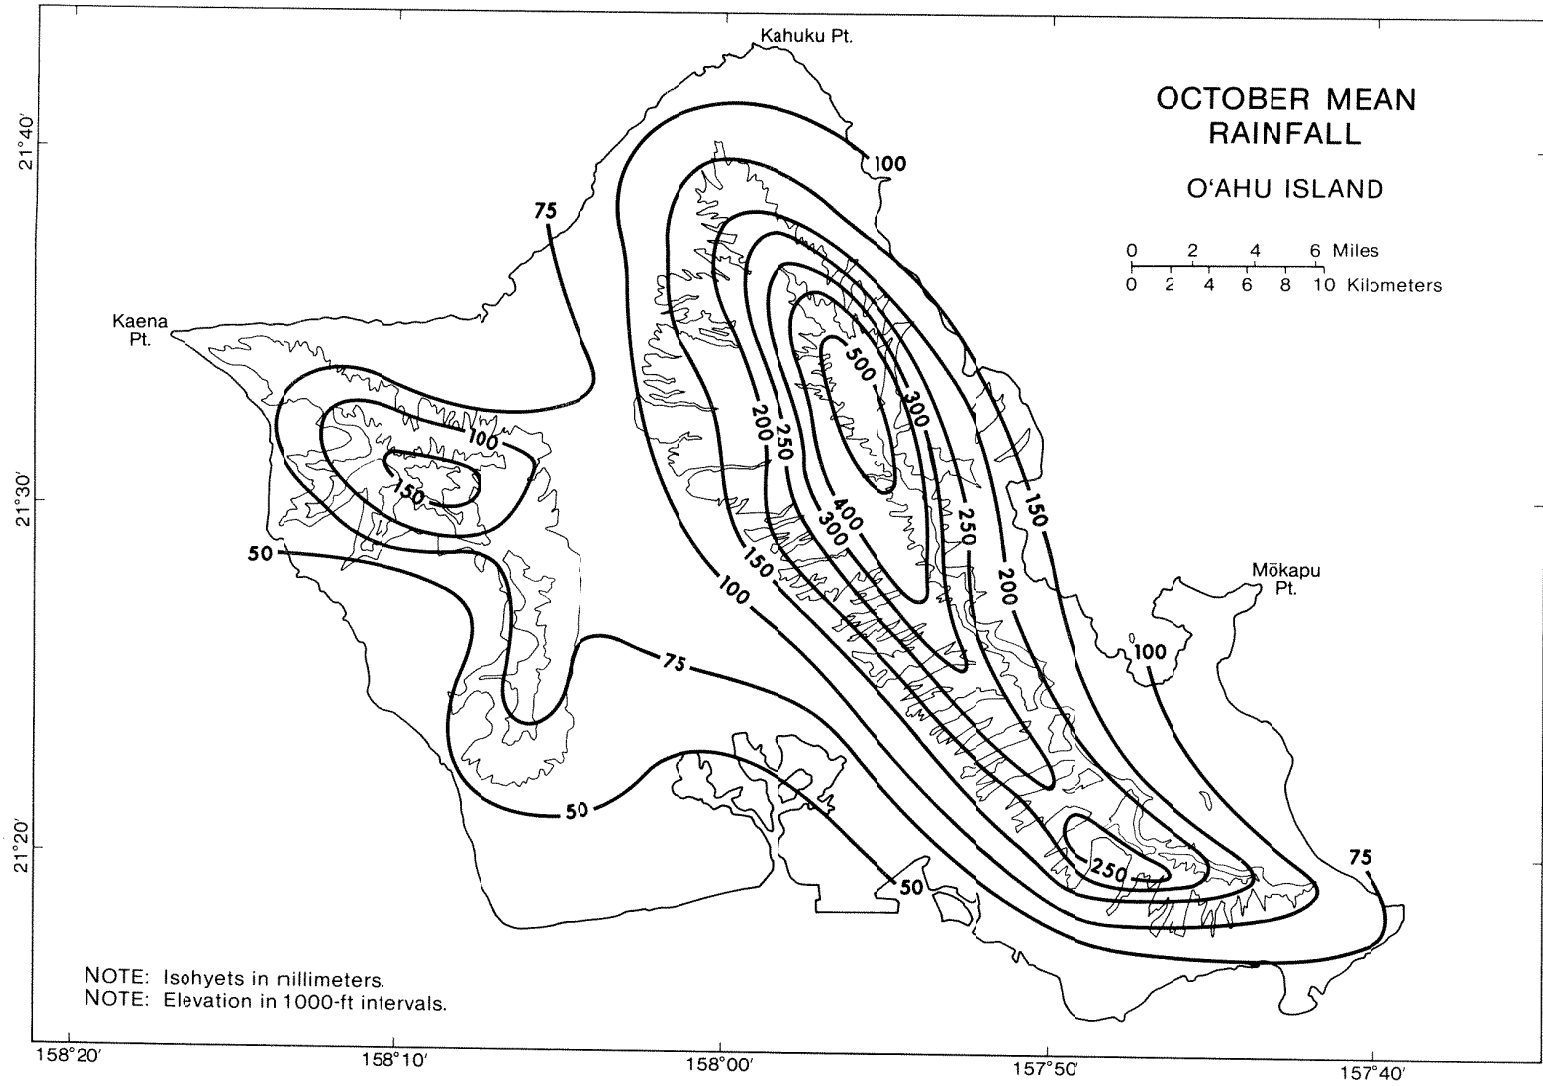 Kahuku Pt.
OCTOBER MEAN
RAINFALL
O'AHU ISLAND
0 2 4 6 Miles
0 2 4 6 8 10 Kilometers
21°40'
21°30'
21°20'
100
75
Kaena
Pt.
500
300
200
250
100
150
400
300
250
150
50
150
100
200
Mōkapu
Pt.
100
75
50
250
50
75
NOTE: Isohyets in millimeters.
NOTE: Elevation in 1000-ft intervals.
158°20'
158°10'
158°00'
157°50'
157°40'